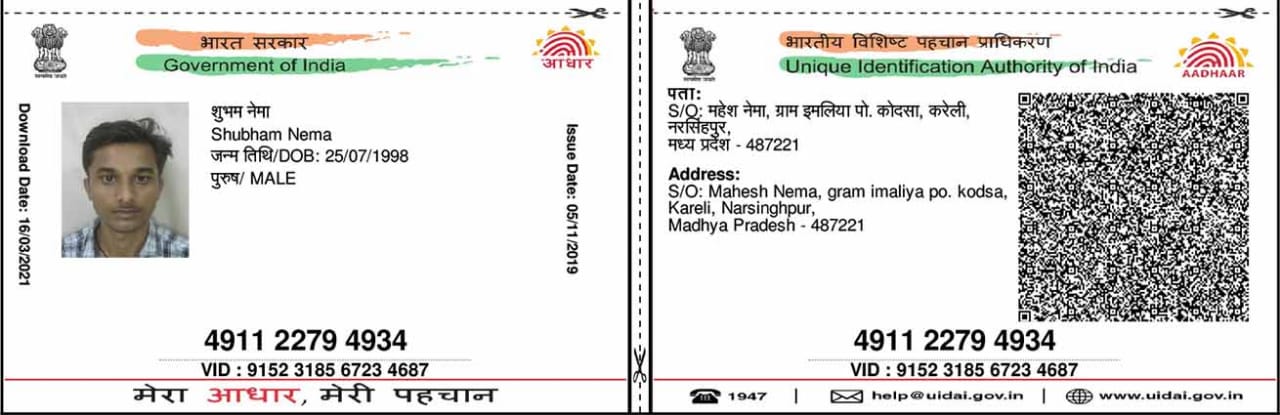 भारत सरकार
Government of India
आधार
Download Date: 16/03/2021
शुभम नेमा
Shubham Nema
जन्म तिथि/DOB: 25/07/1998
पुरुष/ MALE
Issue Date: 05/11/2019
4911 2279 4934
VID : 9152 3185 6723 4687
मेरा आधार, मेरी पहचान
भारतीय विशिष्ट पहचान प्राधिकरण
Unique Identification Authority of India
AADHAAR
पता:
S/O: महेश नेमा, ग्राम इमलिया पो. कोदसा, करेली,
नरसिंहपुर,
मध्य प्रदेश - 487221
Address:
S/O: Mahesh Nema, gram imaliya po. kodsa,
Kareli, Narsinghpur,
Madhya Pradesh - 487221
4911 2279 4934
VID : 9152 3185 6723 4687
1947 | help@uidai.gov.in | www.uidai.gov.in